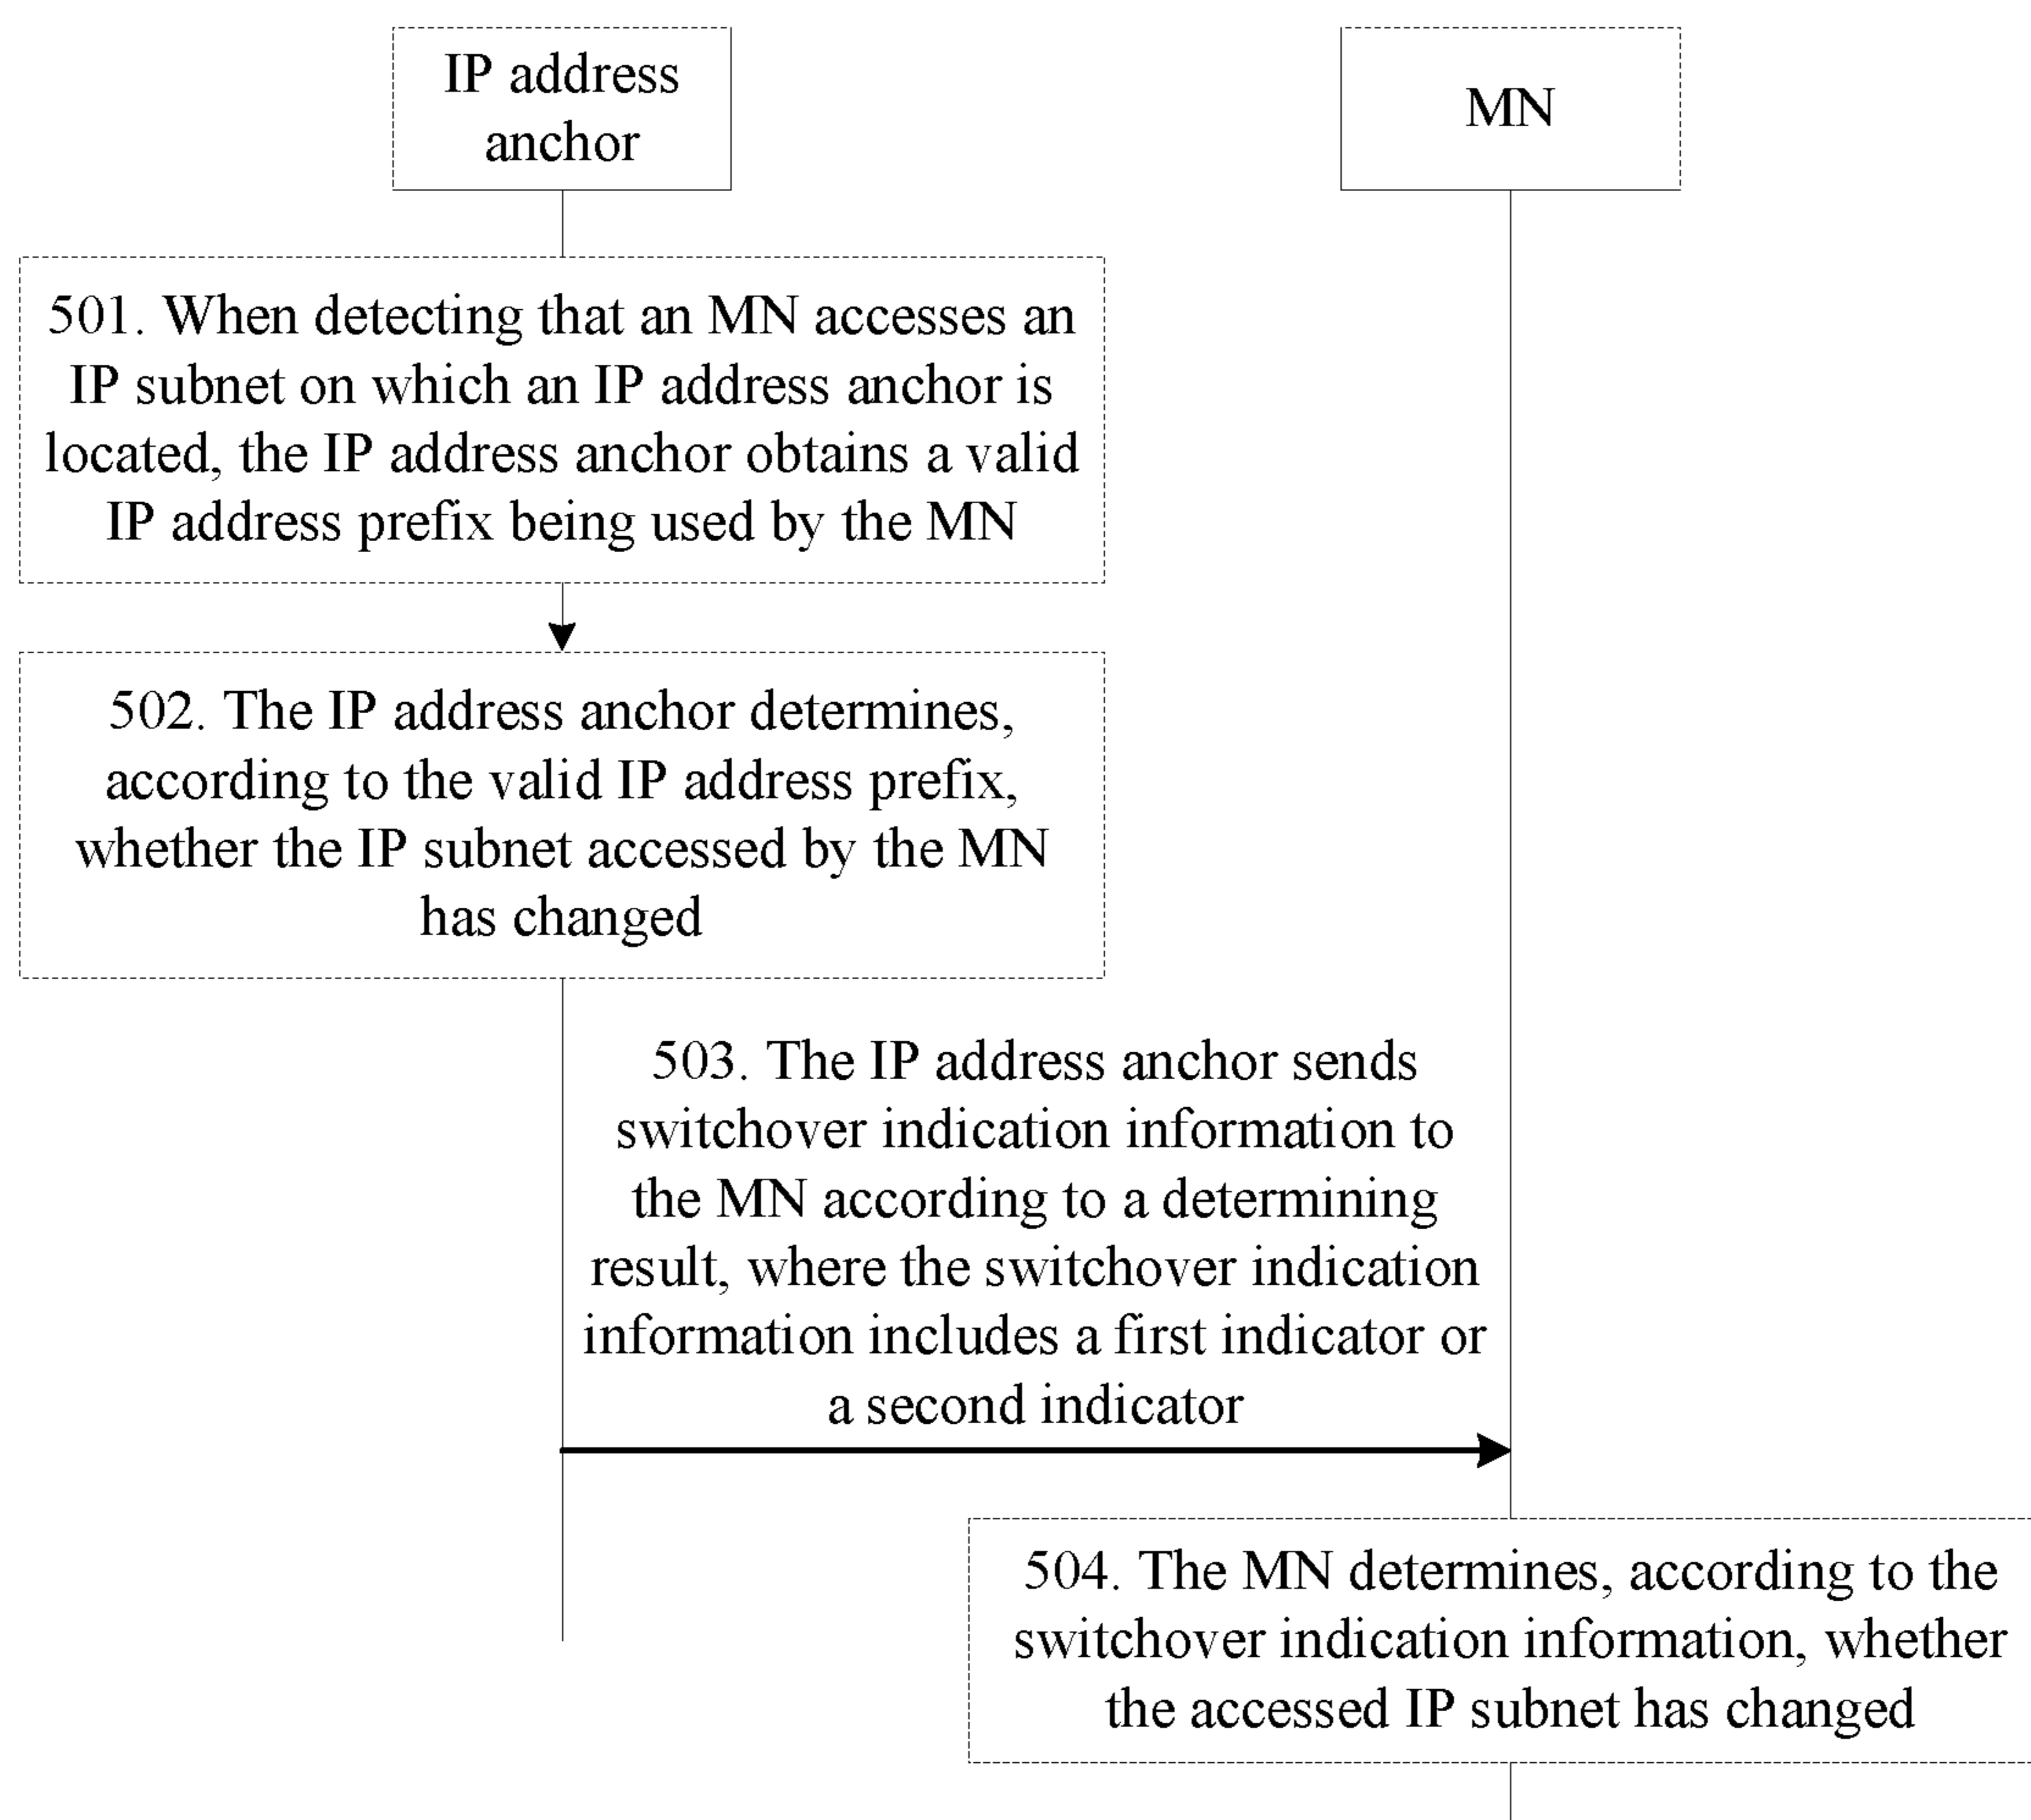 IP address
anchor
MN
501. When detecting that an MN accesses an
IP subnet on which an IP address anchor is
located, the IP address anchor obtains a valid
IP address prefix being used by the MN
502. The IP address anchor determines,
according to the valid IP address prefix,
whether the IP subnet accessed by the MN
has changed
503. The IP address anchor sends
switchover indication information to
the MN according to a determining
result, where the switchover indication
information includes a first indicator or
a second indicator
504. The MN determines, according to the
switchover indication information, whether
the accessed IP subnet has changed